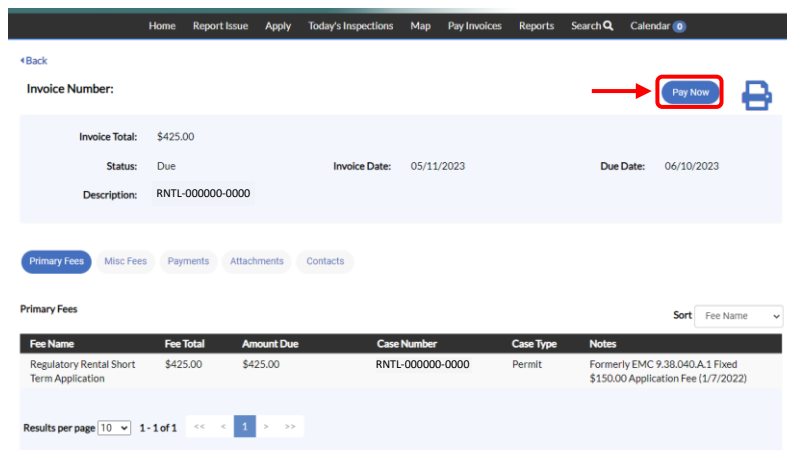 Home Report Issue Apply Today's Inspections Map Pay Invoices Reports Search Calendar 0
Back
Invoice Number:
Pay Now
Invoice Total: $425.00
Status: Due Invoice Date: 05/11/2023 Due Date: 06/10/2023
Description: RNTL-000000-0000
Primary Fees Misc Fees Payments Attachments Contacts
Primary Fees
Sort Fee Name
Fee Name Fee Total Amount Due Case Number Case Type Notes
Regulatory Rental Short $425.00 $425.00 RNTL-000000-0000 Permit Formerly EMC 9.38.040.A.1 Fixed
Term Application $150.00 Application Fee (1/7/2022)
Results per page 10 1 - 1 of 1 << < 1 > >>